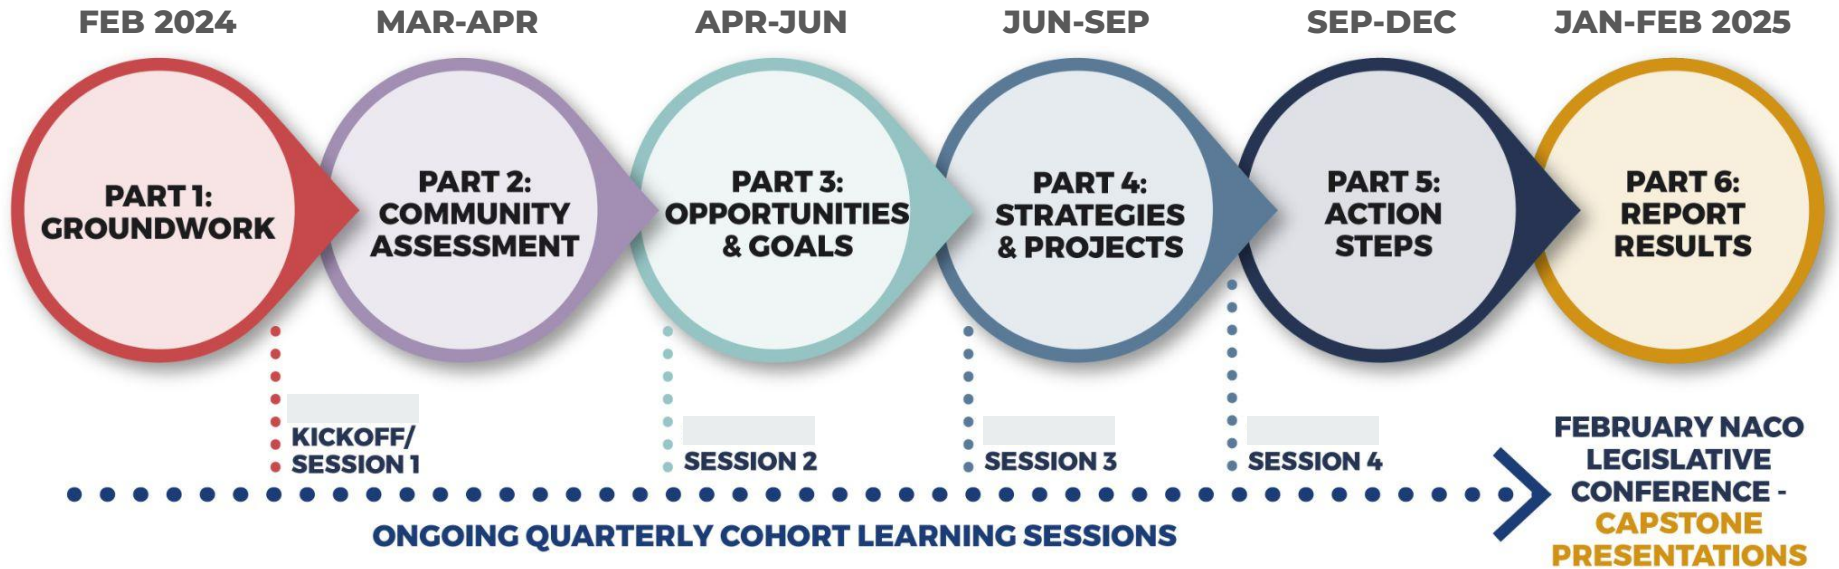 FEB 2024
MAR-APR
APR-JUN
JUN-SEP
SEP-DEC
JAN-FEB 2025
PART 1:
GROUNDWORK
PART 2:
COMMUNITY
ASSESSMENT
PART 3:
OPPORTUNITIES
& GOALS
PART 4:
STRATEGIES
& PROJECTS
PART 5:
ACTION
STEPS
PART 6:
REPORT
RESULTS
KICKOFF/
SESSION 1
SESSION 2
SESSION 3
SESSION 4
FEBRUARY NACO
LEGISLATIVE
CONFERENCE -
CAPSTONE
PRESENTATIONS
ONGOING QUARTERLY COHORT LEARNING SESSIONS